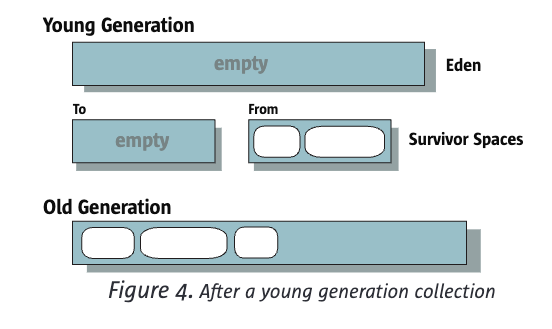 Young Generation
empty
Eden
To
From
empty
Survivor Spaces
Old Generation
Figure 4. After a young generation collection